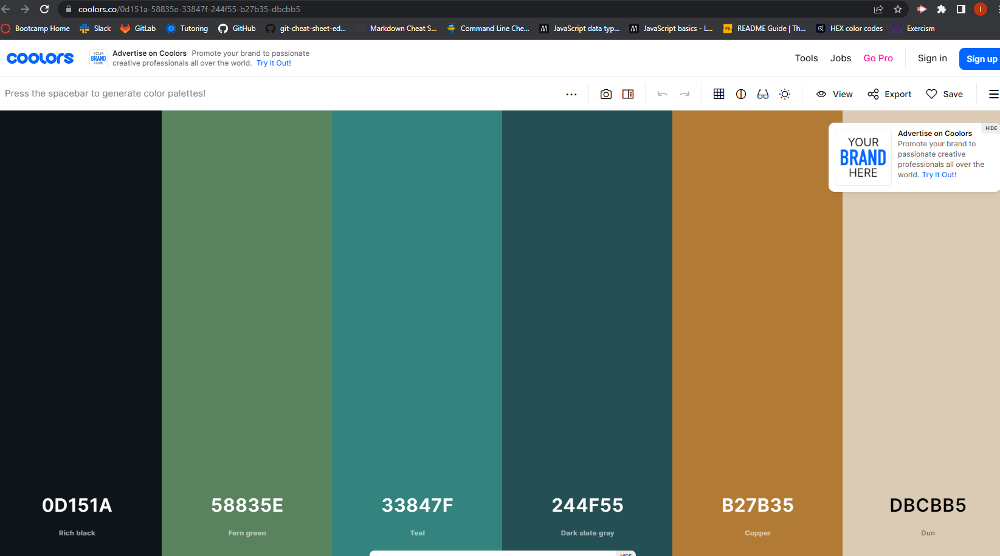 coolors.co/0d151a-58835e-33847f-244f55-b27b35-dbcbb5
I
Bootcamp Home
Slack
GitLab
Tutoring
GitHub
git-cheat-sheet-ed...
Markdown Cheat S...
Command Line Che...
JavaScript data typ...
JavaScript basics - L...
FS
README Guide | Th...
HEX color codes
Exercism
coolors
YOUR
BRAND
HERE
Advertise on Coolors Promote your brand to passionate
creative professionals all over the world. Try It Out!
Tools
Jobs
Go Pro
Sign in
Sign up
Press the spacebar to generate color palettes!
View
Export
Save
HIDE
YOUR
BRAND
HERE
Advertise on Coolors
Promote your brand to
passionate creative
professionals all over the
world. Try It Out!
0D151A
Rich black
58835E
Fern green
33847F
Teal
244F55
Dark slate gray
B27B35
Copper
DBCBB5
Dun
HIDE